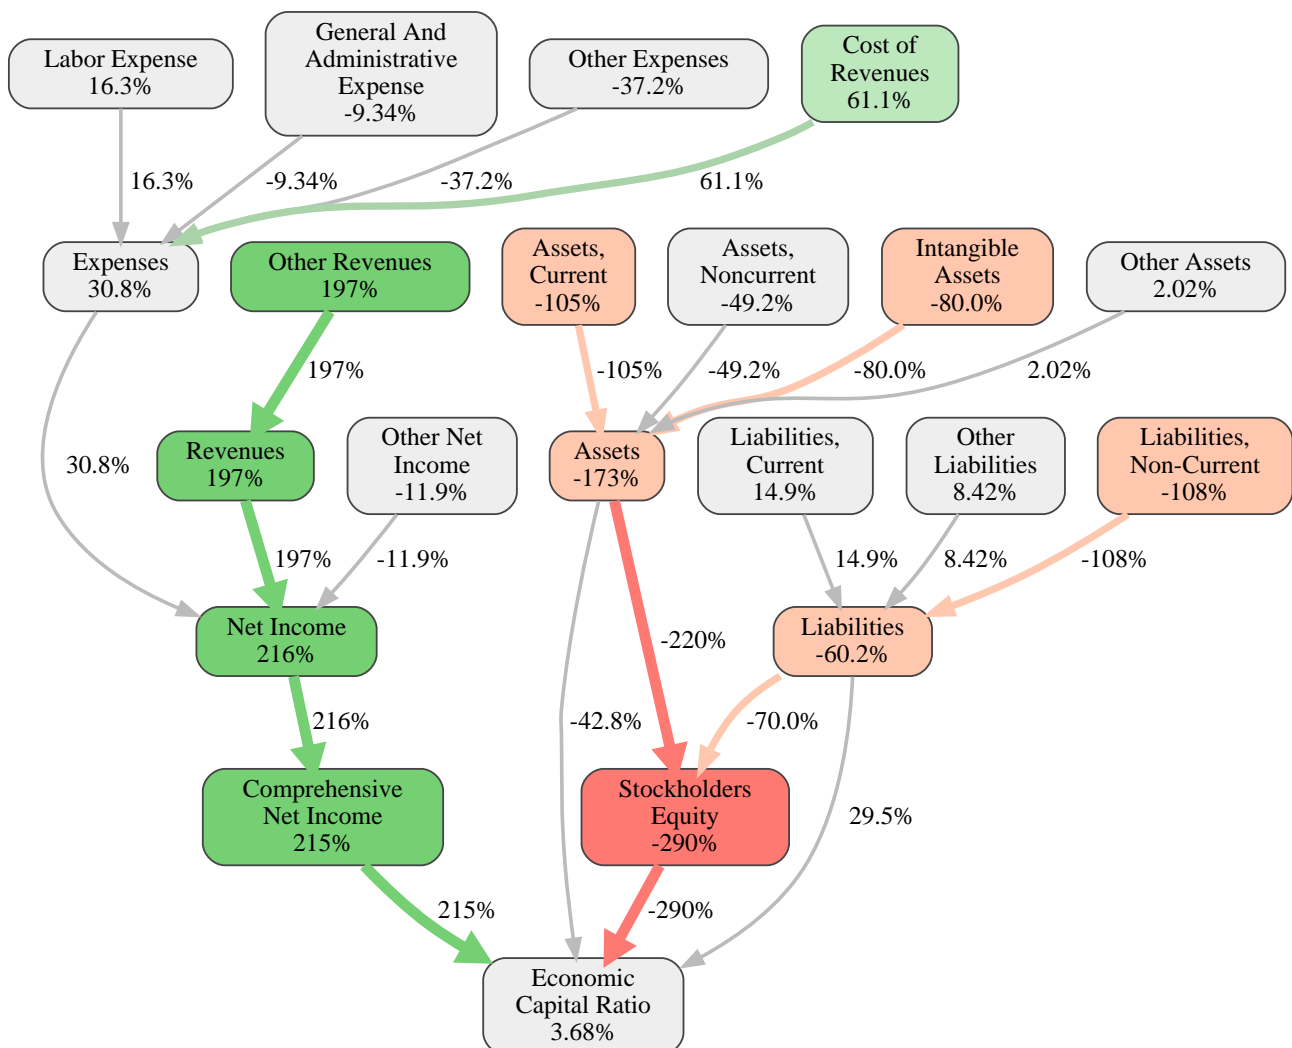 Labor Expense
16.3%
General And
Administrative
Expense
-9.34%
Other Expenses
-37.2%
Cost of
Revenues
61.1%
16.3%
-9.34%
-37.2%
61.1%
Expenses
30.8%
Other Revenues
197%
Assets,
Current
-105%
Assets,
Noncurrent
-49.2%
Intangible
Assets
-80.0%
Other Assets
2.02%
197%
-105%
-49.2%
-80.0%
2.02%
30.8%
Revenues
197%
Other Net
Income
-11.9%
Assets
-173%
Liabilities,
Current
14.9%
Other
Liabilities
8.42%
Liabilities,
Non-Current
-108%
197%
-11.9%
14.9%
8.42%
-108%
Net Income
216%
Liabilities
-60.2%
-220%
216%
-42.8%
-70.0%
29.5%
Comprehensive
Net Income
215%
Stockholders
Equity
-290%
215%
-290%
Economic
Capital Ratio
3.68%